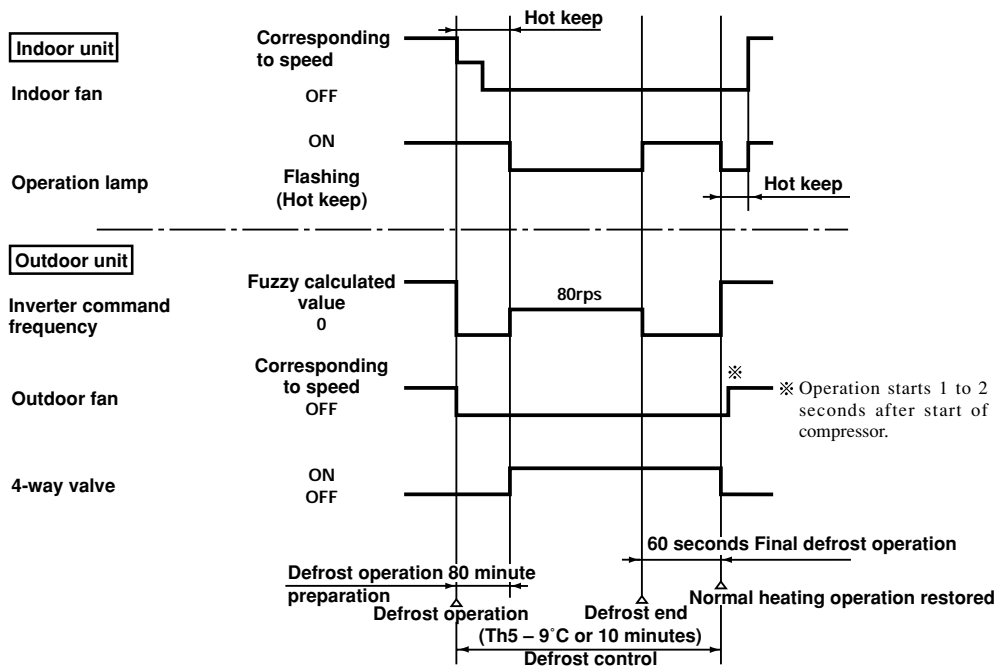 Hot keep
Indoor unit
Corresponding
to speed
Indoor fan
OFF
ON
Operation lamp
Flashing
(Hot keep)
Hot keep
Outdoor unit
Inverter command
frequency
Fuzzy calculated
value
0
80rps
Outdoor fan
Corresponding
to speed
OFF
※
※ Operation starts 1 to 2
seconds after start of
compressor.
4-way valve
ON
OFF
60 seconds Final defrost operation
Defrost operation 80 minute
preparation
Defrost operation
Defrost end
Normal heating operation restored
(Th5 – 9˚C or 10 minutes)
Defrost control